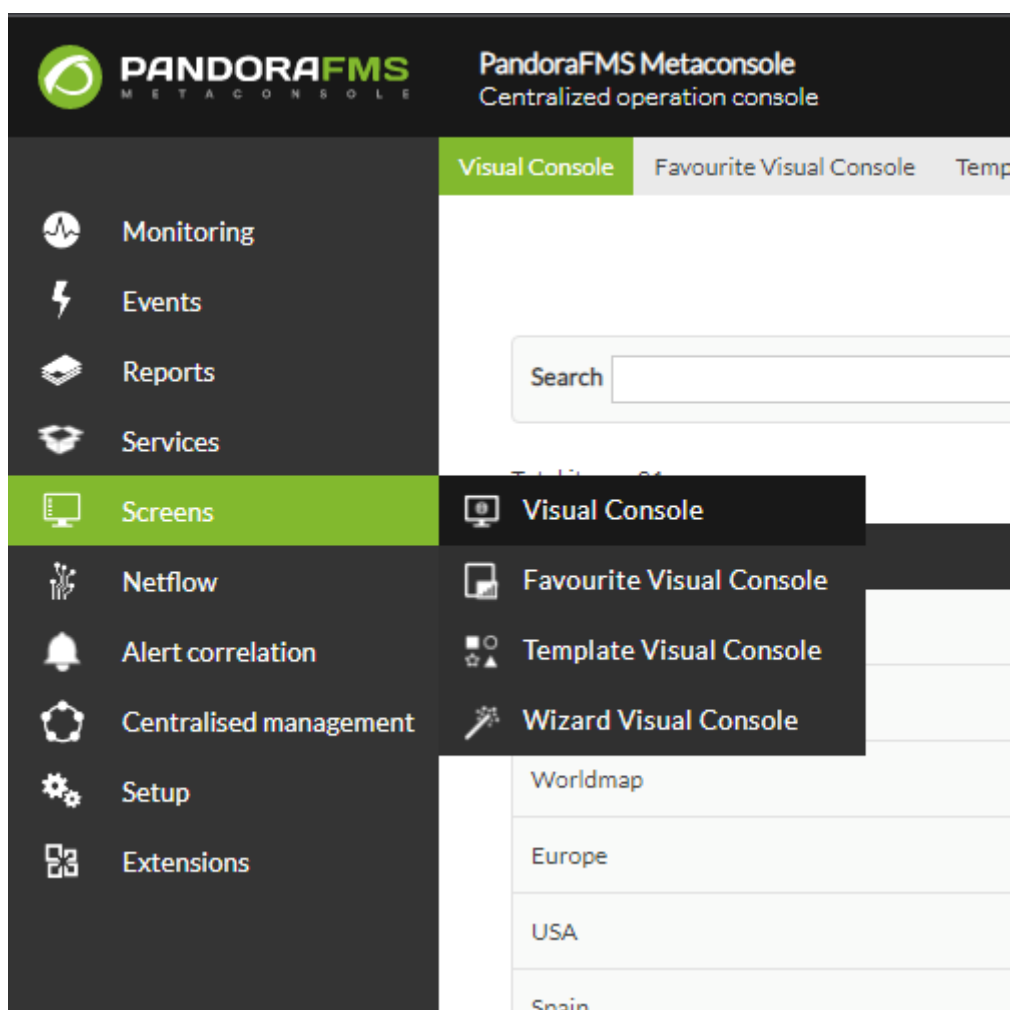 PANDORAFMS
METACONSOLE
PandoraFMS Metaconsole
Centralized operation console
Visual Console
Favourite Visual Console
Monitoring
Events
Reports
Services
Screens
Netflow
Alert correlation
Centralised management
Setup
Extensions
Search
Visual Console
Favourite Visual Console
Template Visual Console
Wizard Visual Console
Worldmap
Europe
USA
Spain